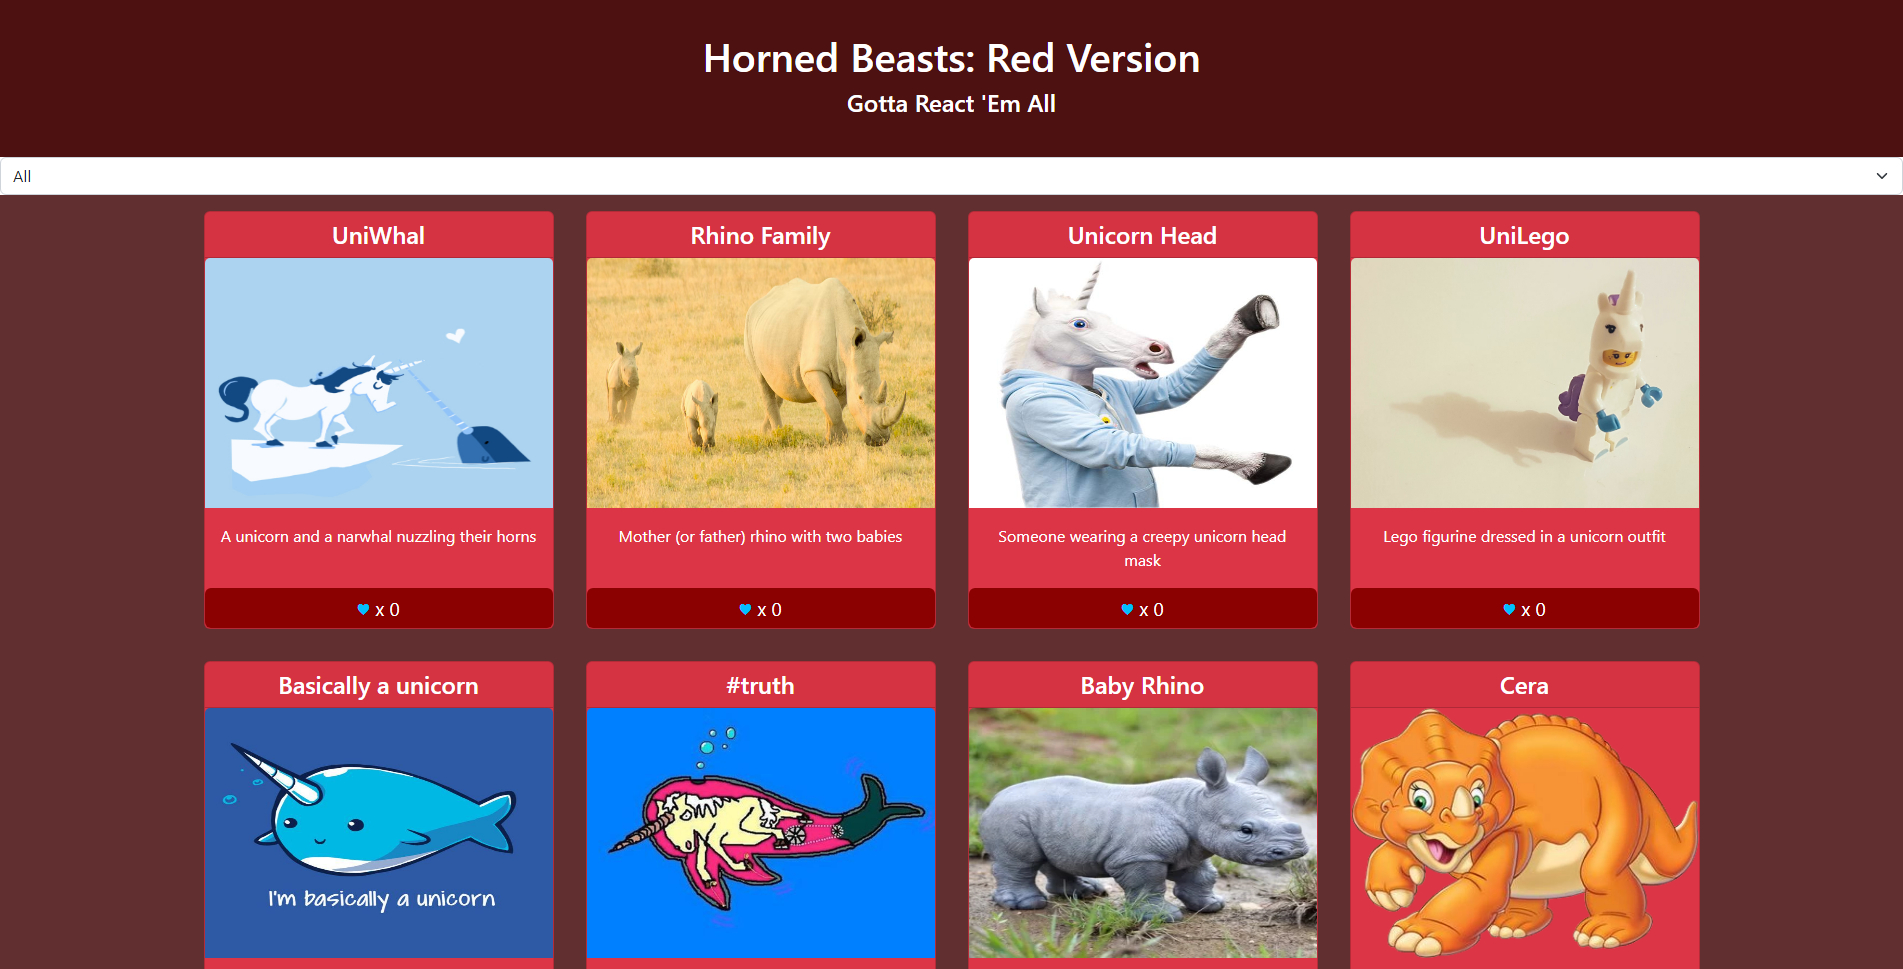 Horned Beasts: Red Version
Gotta React 'Em All
All
UniWhal
Rhino Family
Unicorn Head
UniLego
A unicorn and a narwhal nuzzling their horns
Mother (or father) rhino with two babies
Someone wearing a creepy unicorn head
mask
Lego figurine dressed in a unicorn outfit
x 0
x 0
x 0
x 0
Basically a unicorn
#truth
Baby Rhino
Cera
I'm basically a unicorn